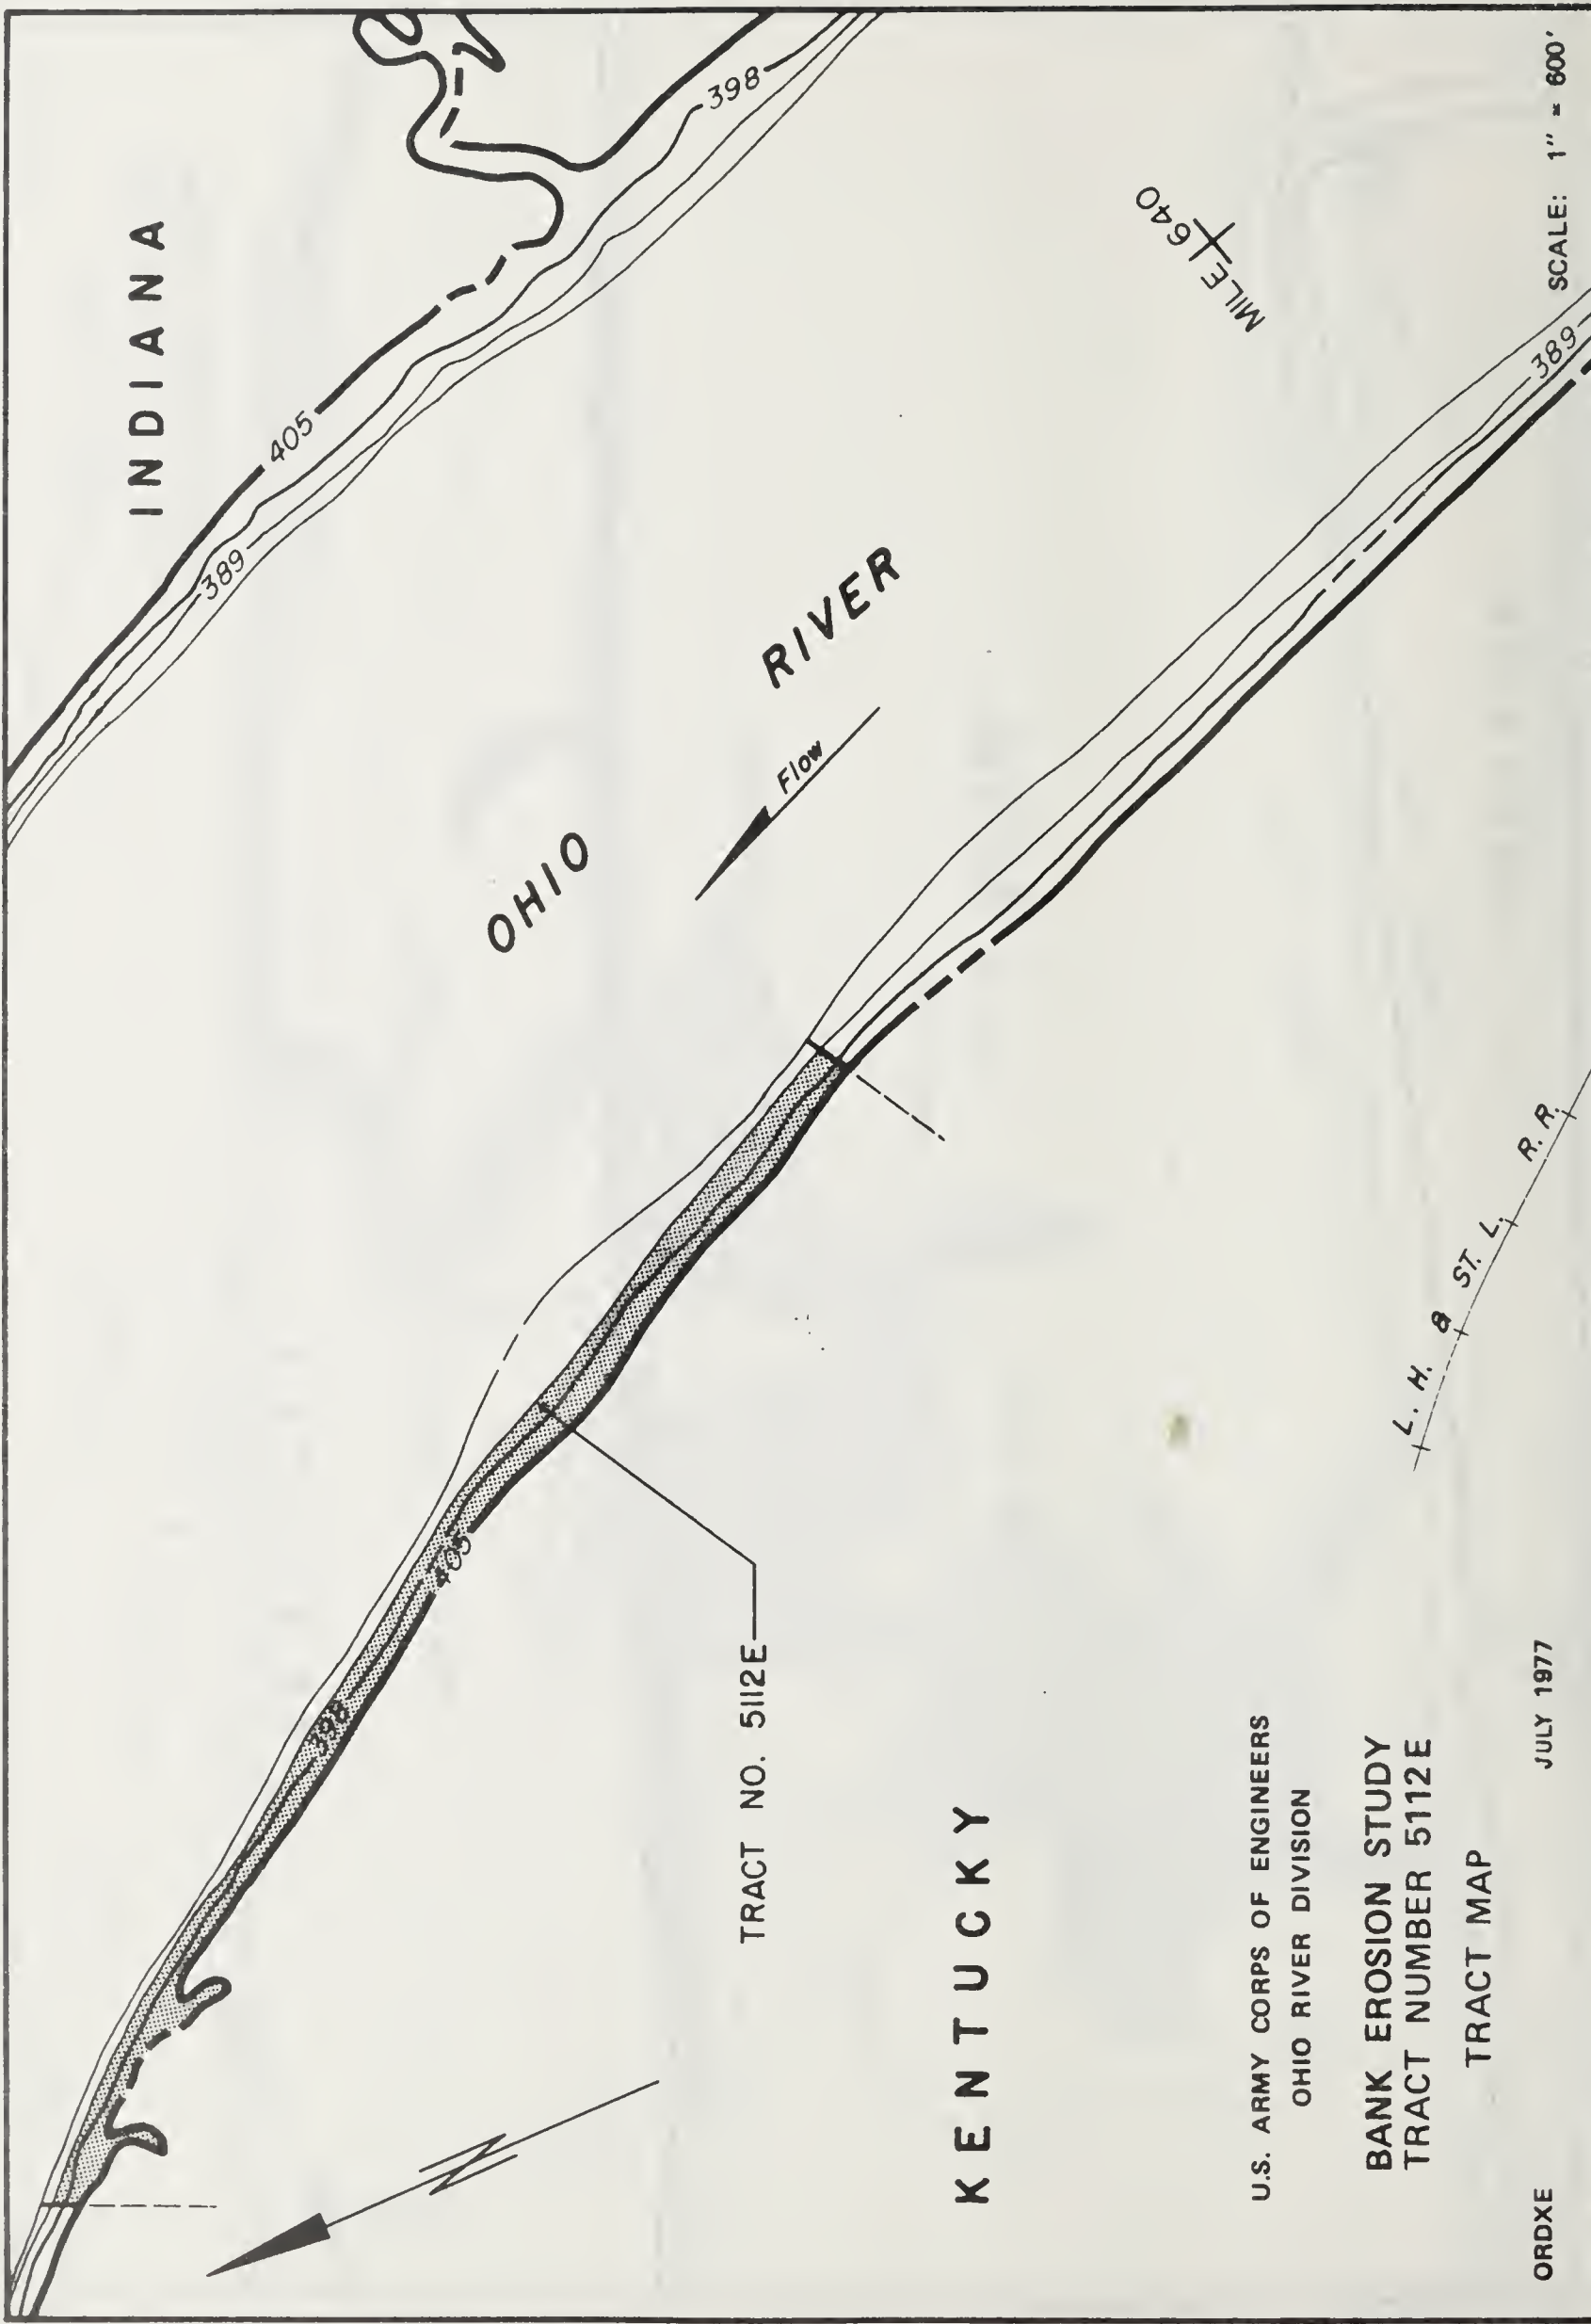 INDIANA
398
405
389
MILE 640
OHIO RIVER
Flow
389
405
398
TRACT NO. 5112E
KENTUCKY
L. H. & ST. L. R. R.
N
U.S. ARMY CORPS OF ENGINEERS
OHIO RIVER DIVISION
BANK EROSION STUDY
TRACT NUMBER 5112E
TRACT MAP
ORDXE
JULY 1977
SCALE: 1" = 600'